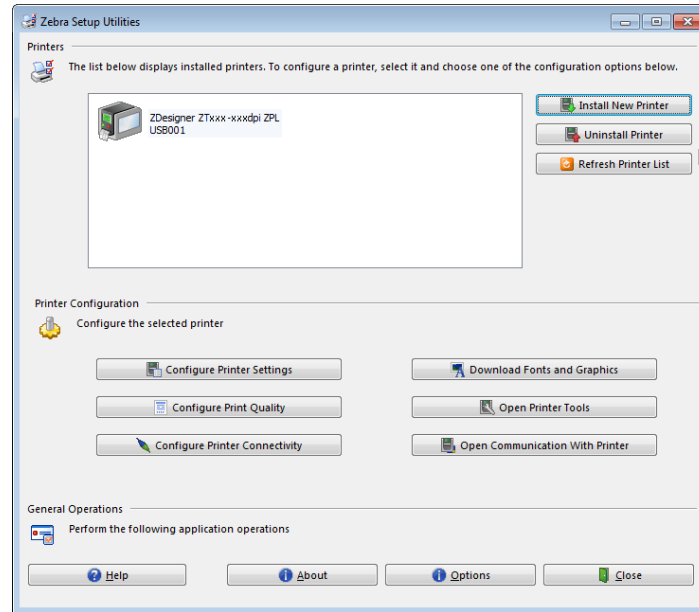 Zebra Setup Utilities
Printers
The list below displays installed printers. To configure a printer, select it and choose one of the configuration options below.
ZDesigner ZTxxx-xxxdpi ZPL
USB001
Install New Printer
Uninstall Printer
Refresh Printer List
Printer Configuration
Configure the selected printer
Configure Printer Settings
Download Fonts and Graphics
Configure Print Quality
Open Printer Tools
Configure Printer Connectivity
Open Communication With Printer
General Operations
Perform the following application operations
Help
About
Options
Close